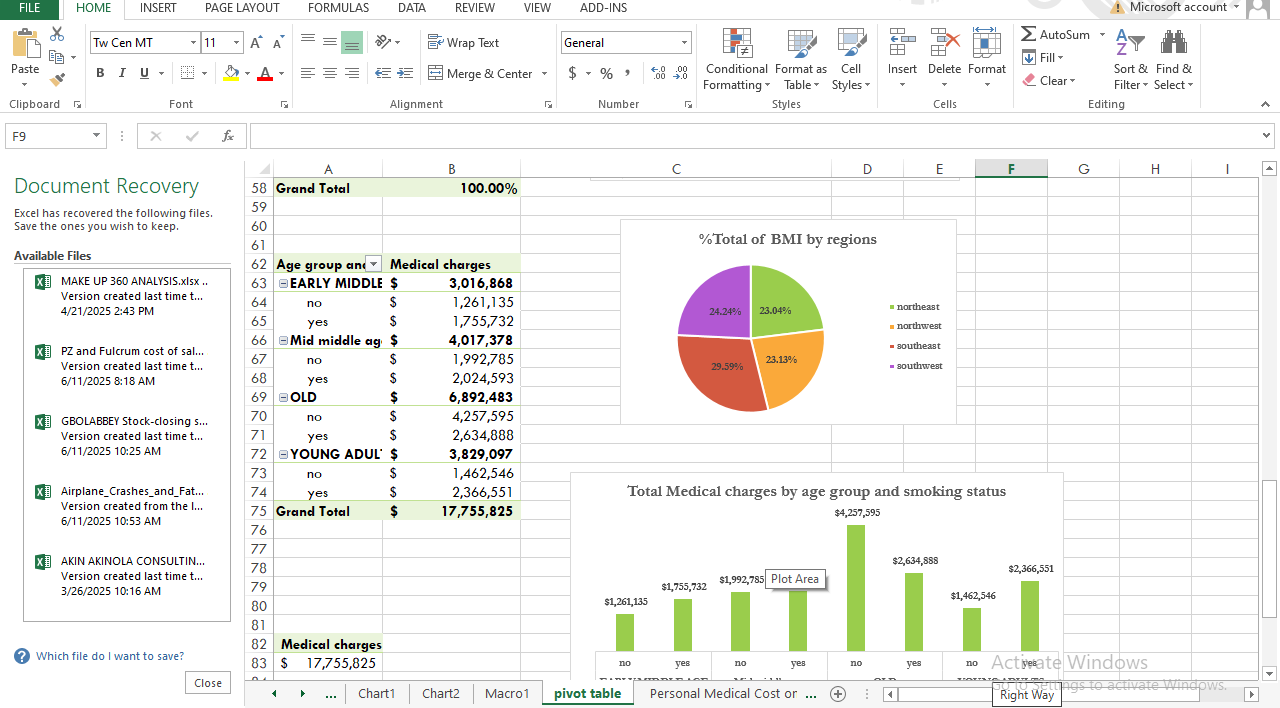 FILE HOME INSERT PAGE LAYOUT FORMULAS DATA REVIEW VIEW ADD-INS Microsoft account
Tw Cen MT 11 A A Wrap Text General AutoSum
Paste Conditional Format as Cell Insert Delete Format Fill Sort & Find &
B I U A Merge & Center $ % , Formatting Table Styles Clear Filter Select
Clipboard Font Alignment Number Styles Cells Editing
F9 fx
Document Recovery
Excel has recovered the following files.
Save the ones you wish to keep.
Available Files
MAKE UP 360 ANALYSIS.xlsx ..
Version created last time t...
4/21/2025 2:43 PM
PZ and Fulcrum cost of sal...
Version created last time t...
6/11/2025 8:18 AM
GBOLABBEY Stock-closing s...
Version created last time t...
6/11/2025 10:25 AM
Airplane_Crashes_and_Fat...
Version created from the l...
6/11/2025 10:53 AM
AKIN AKINOLA CONSULTIN...
Version created last time t...
3/26/2025 10:16 AM
Which file do I want to save?
Close
A B C D E F G H I
58 Grand Total 100.00%
59
60
61
62 Age group and Medical charges
63 EARLY MIDDLE $ 3,016,868
64 no $ 1,261,135
65 yes $ 1,755,732
66 Mid middle ag $ 4,017,378
67 no $ 1,992,785
68 yes $ 2,024,593
69 OLD $ 6,892,483
70 no $ 4,257,595
71 yes $ 2,634,888
72 YOUNG ADUL $ 3,829,097
73 no $ 1,462,546
74 yes $ 2,366,551
75 Grand Total $ 17,755,825
76
77
78
79
80
81
82 Medical charges
83 $ 17,755,825
%Total of BMI by regions
24.24% 23.04%
29.59% 23.13%
northeast
northwest
southeast
southwest
Total Medical charges by age group and smoking status
$4,257,595
$2,634,888
$2,366,551
$1,992,785 Plot Area
$1,755,732
$1,261,135 $1,462,546
no yes no yes no yes no yes
Activate Windows
Go to Settings to activate Windows.
... Chart1 Chart2 Macro1 pivot table Personal Medical Cost or ...
Right Way